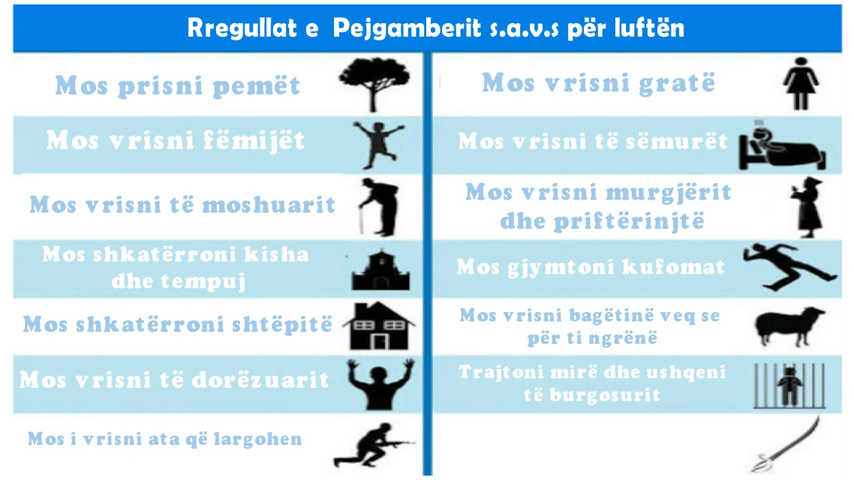 Rregullat e Pejgamberit s.a.v.s për luftën
Mos prisni pemët
Mos vrisni fëmijët
Mos vrisni të moshuarit
Mos shkatërroni kisha
dhe tempuj
Mos shkatërroni shtëpitë
Mos vrisni të dorëzuarit
Mos i vrisni ata që largohen
Mos vrisni gratë
Mos vrisni të sëmurët
Mos vrisni murgjërit
dhe priftërinjtë
Mos gjymtoni kufomat
Mos vrisni bagëtinë veq se
për ti ngrënë
Trajtoni mirë dhe ushqeni
të burgosurit